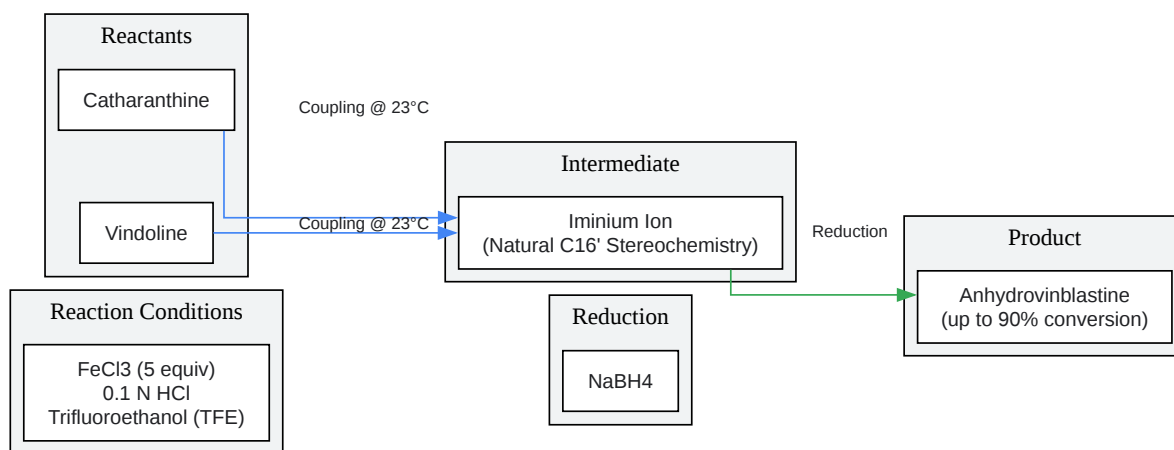 Reactants
Catharanthine
Vindoline
Reaction Conditions
FeCl3 (5 equiv)
0.1 N HCl
Trifluoroethanol (TFE)
Coupling @ 23°C
Coupling @ 23°C
Intermediate
Iminium Ion
(Natural C16' Stereochemistry)
Reduction
NaBH4
Reduction
Product
Anhydrovinblastine
(up to 90% conversion)